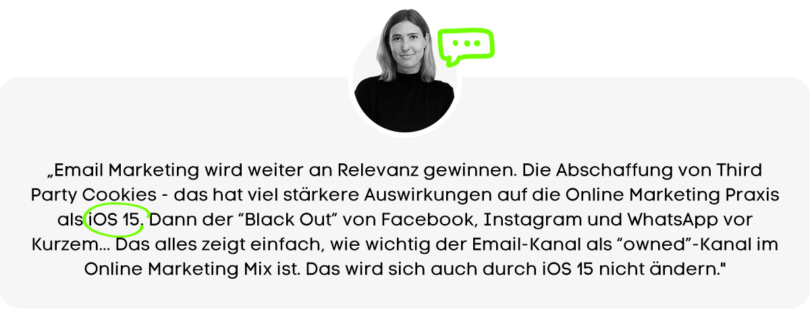 „Email Marketing wird weiter an Relevanz gewinnen. Die Abschaffung von Third
Party Cookies - das hat viel stärkere Auswirkungen auf die Online Marketing Praxis
als iOS 15. Dann der “Black Out” von Facebook, Instagram und WhatsApp vor
Kurzem... Das alles zeigt einfach, wie wichtig der Email-Kanal als “owned”-Kanal im
Online Marketing Mix ist. Das wird sich auch durch iOS 15 nicht ändern."